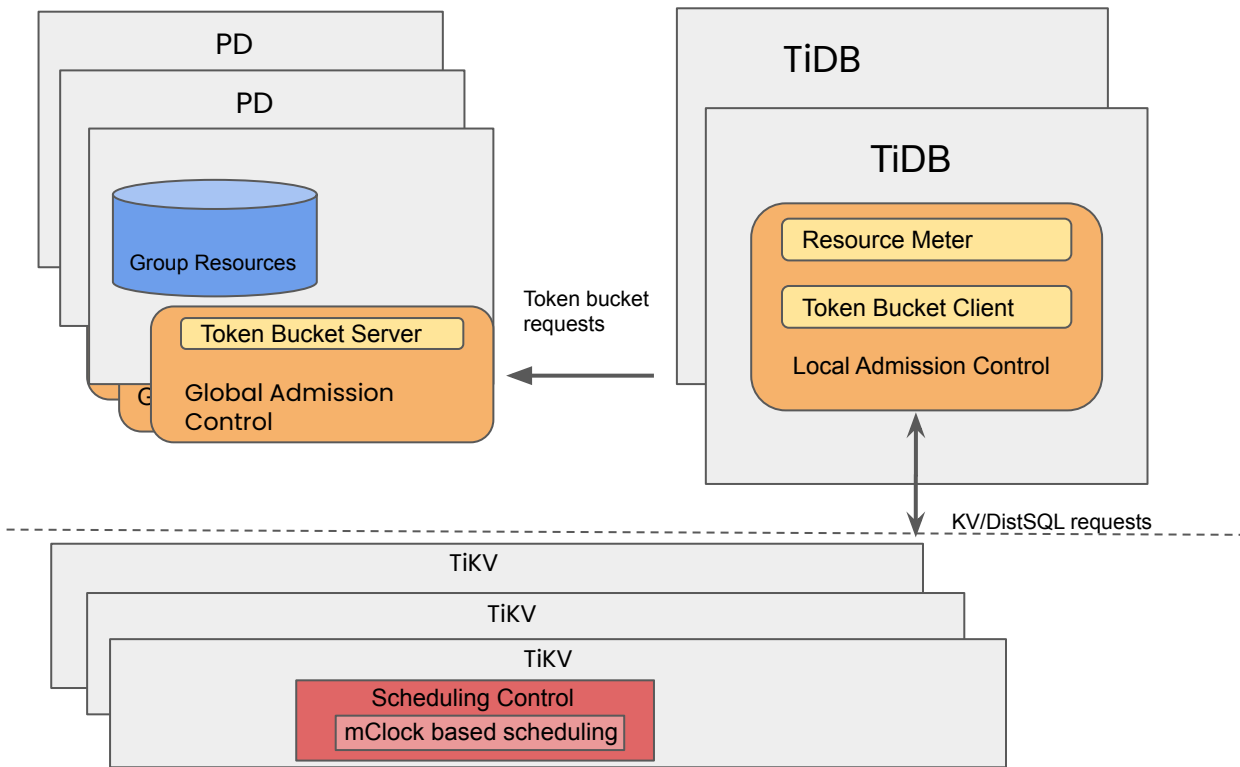 PD
PD
Group Resources
Token Bucket Server
Global Admission
Control
G
Token bucket
requests
TiDB
TiDB
Resource Meter
Token Bucket Client
Local Admission Control
KV/DistSQL requests
TiKV
TiKV
TiKV
Scheduling Control
mClock based scheduling